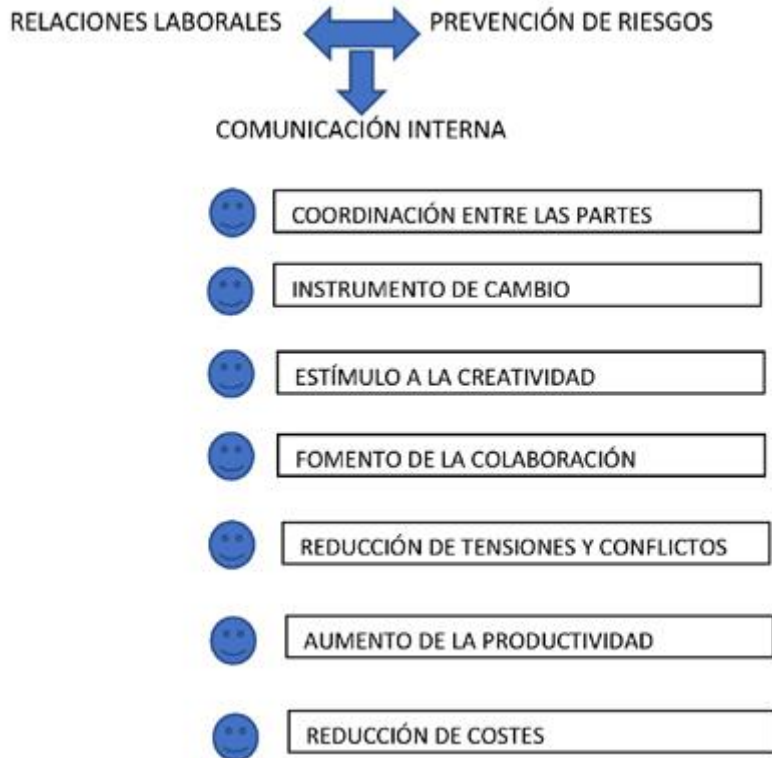 RELACIONES LABORALES PREVENCIÓN DE RIESGOS
COMUNICACIÓN INTERNA
COORDINACIÓN ENTRE LAS PARTES
INSTRUMENTO DE CAMBIO
ESTÍMULO A LA CREATIVIDAD
FOMENTO DE LA COLABORACIÓN
REDUCCIÓN DE TENSIONES Y CONFLICTOS
AUMENTO DE LA PRODUCTIVIDAD
REDUCCIÓN DE COSTES